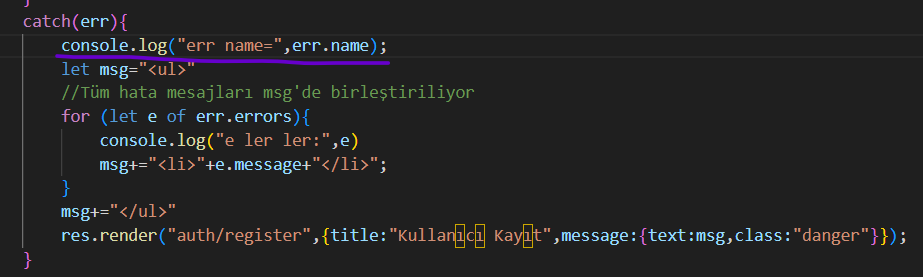 }
catch(err){
console.log("err name=",err.name);
let msg="<ul>"
//Tüm hata mesajları msg'de birleştiriliyor
for (let e of err.errors){
console.log("e ler ler:",e)
msg+="<li>"+e.message+"</li>";
}
msg+="</ul>"
res.render("auth/register",{title:"Kullanıcı Kayıt",message:{text:msg,class:"danger"}});
}